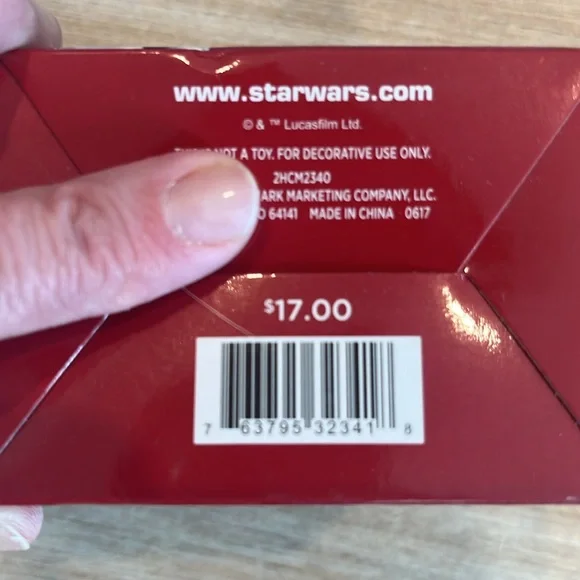 www.starwars.com
© & ™ Lucasfilm Ltd.
NOT A TOY. FOR DECORATIVE USE ONLY.
2HCM2340
ARK MARKETING COMPANY, LLC.
O 64141 MADE IN CHINA 0617
$17.00
7 63795 32341 8